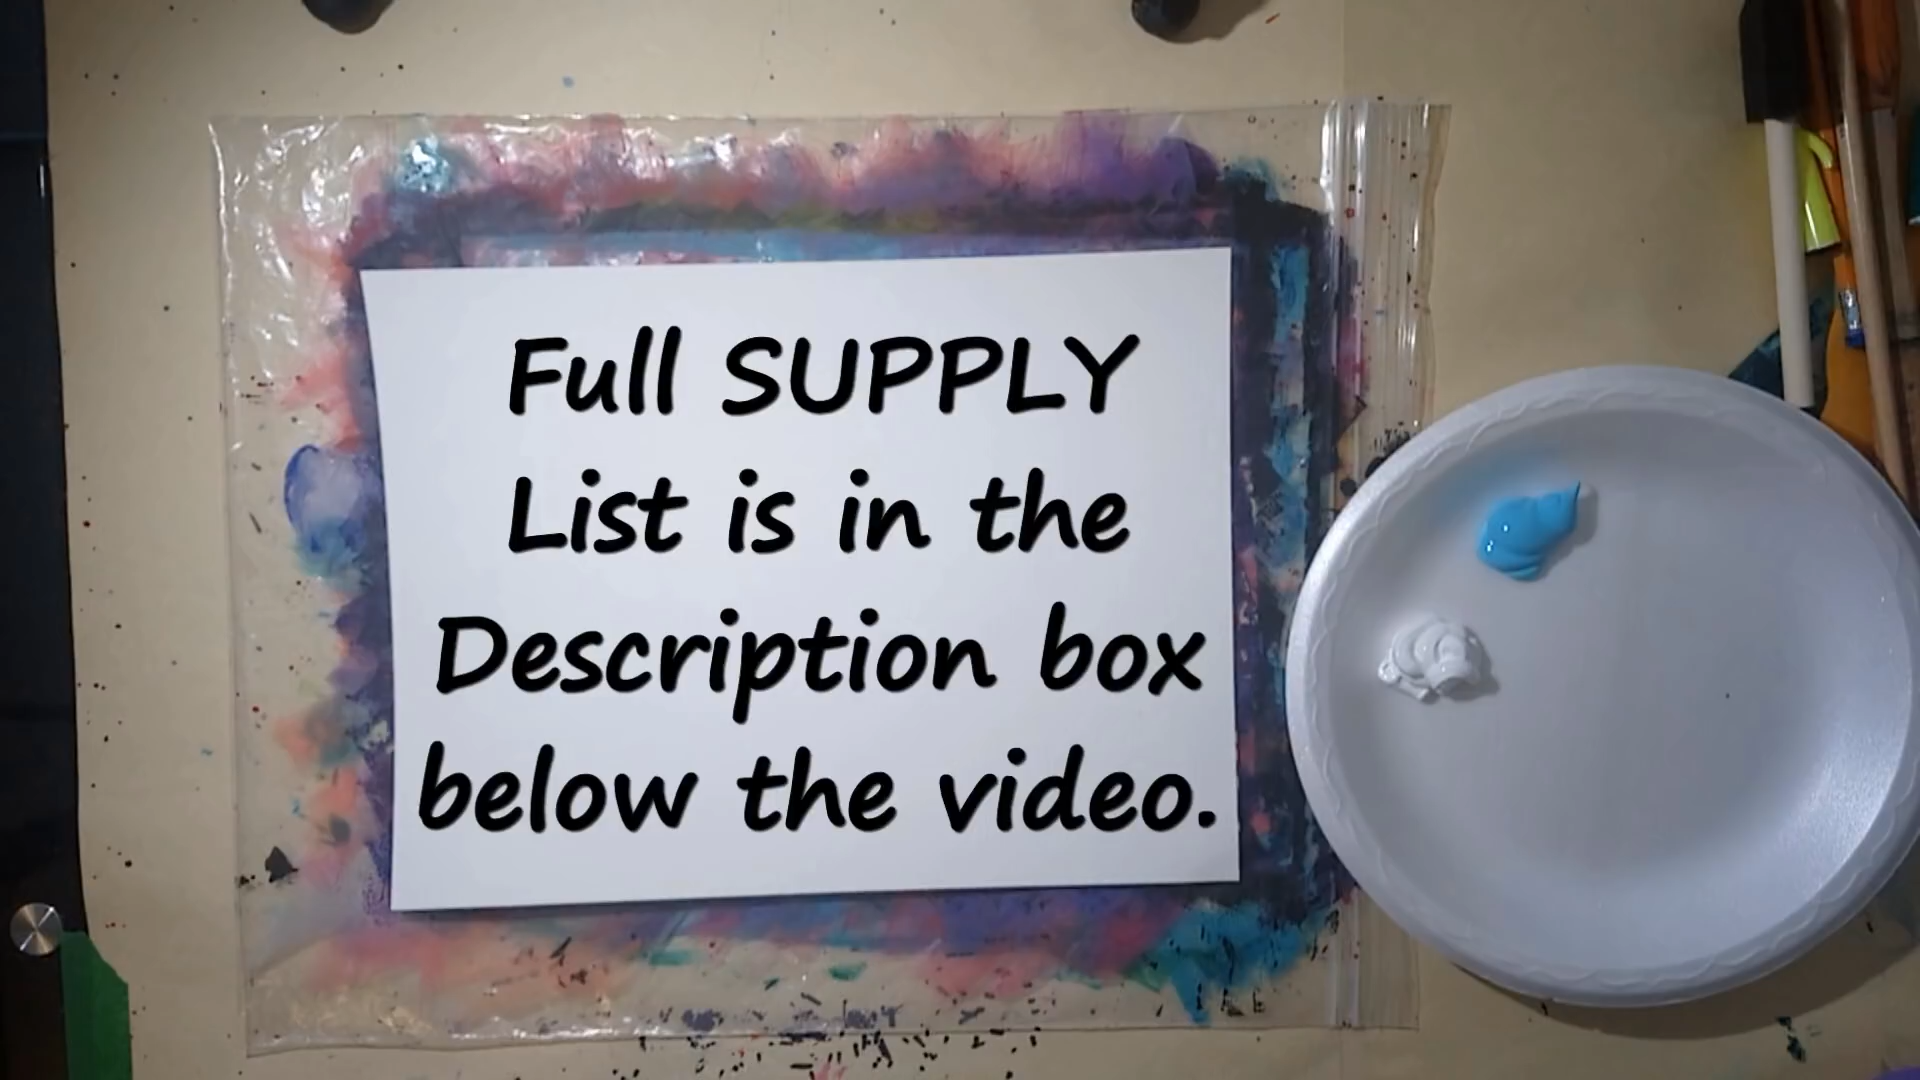 Full SUPPLY
List is in the
Description box
below the video.